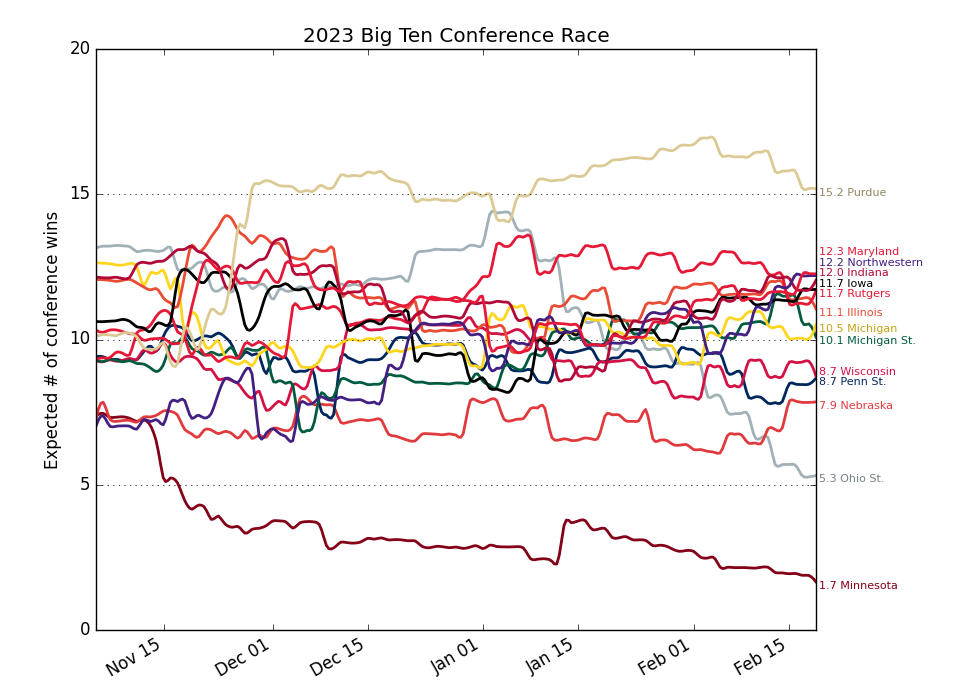 2023 Big Ten Conference Race
Expected # of conference wins
20
15
10
5
0
15.2 Purdue
12.3 Maryland
12.2 Northwestern
12.0 Indiana
11.7 Iowa
11.7 Rutgers
11.1 Illinois
10.5 Michigan
10.1 Michigan St.
8.7 Wisconsin
8.7 Penn St.
7.9 Nebraska
5.3 Ohio St.
1.7 Minnesota
Nov 15
Dec 01
Dec 15
Jan 01
Jan 15
Feb 01
Feb 15